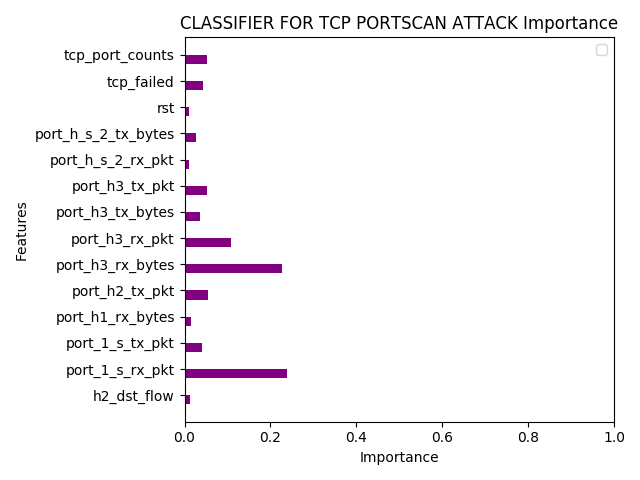 CLASSIFIER FOR TCP PORTSCAN ATTACK Importance
tcp_port_counts
tcp_failed
rst
port_h_s_2_tx_bytes
port_h_s_2_rx_pkt
port_h3_tx_pkt
port_h3_tx_bytes
port_h3_rx_pkt
port_h3_rx_bytes
port_h2_tx_pkt
port_h1_rx_bytes
port_1_s_tx_pkt
port_1_s_rx_pkt
h2_dst_flow
Features
0.0 0.2 0.4 0.6 0.8 1.0
Importance